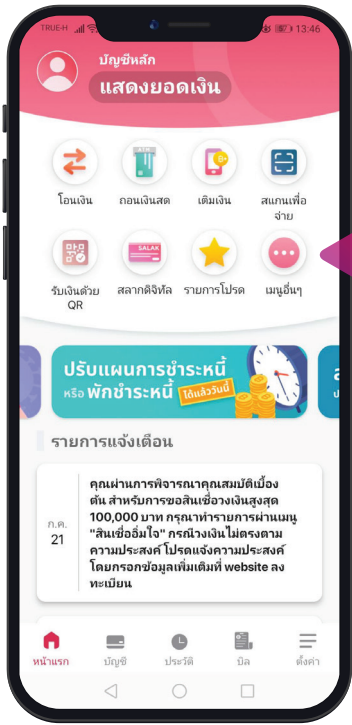 TRUE-H 13:46
บัญชีหลัก
แสดงยอดเงิน
โอนเงิน ถอนเงินสด เติมเงิน สแกนเพื่อ
จ่าย
SALAK
รับเงินด้วย สลากดิจิทัล รายการโปรด เมนูอื่นๆ
QR
ปรับแผนการชำระหนี้
หรือ พักชำระหนี้ ได้แล้ววันนี้
รายการแจ้งเตือน
ก.ค.
21
คุณผ่านการพิจารณาคุณสมบัติเบื้อง
ต้น สำหรับการขอสินเชื่อวงเงินสูงสุด
100,000 บาท กรุณาทำรายการผ่านเมนู
"สินเชื่ออิ่มใจ" กรณีวงเงินไม่ตรงตาม
ความประสงค์ โปรดแจ้งความประสงค์
โดยกรอกข้อมูลเพิ่มเติมที่ website ลง
ทะเบียน
หน้าแรก บัญชี ประวัติ บิล ตั้งค่า